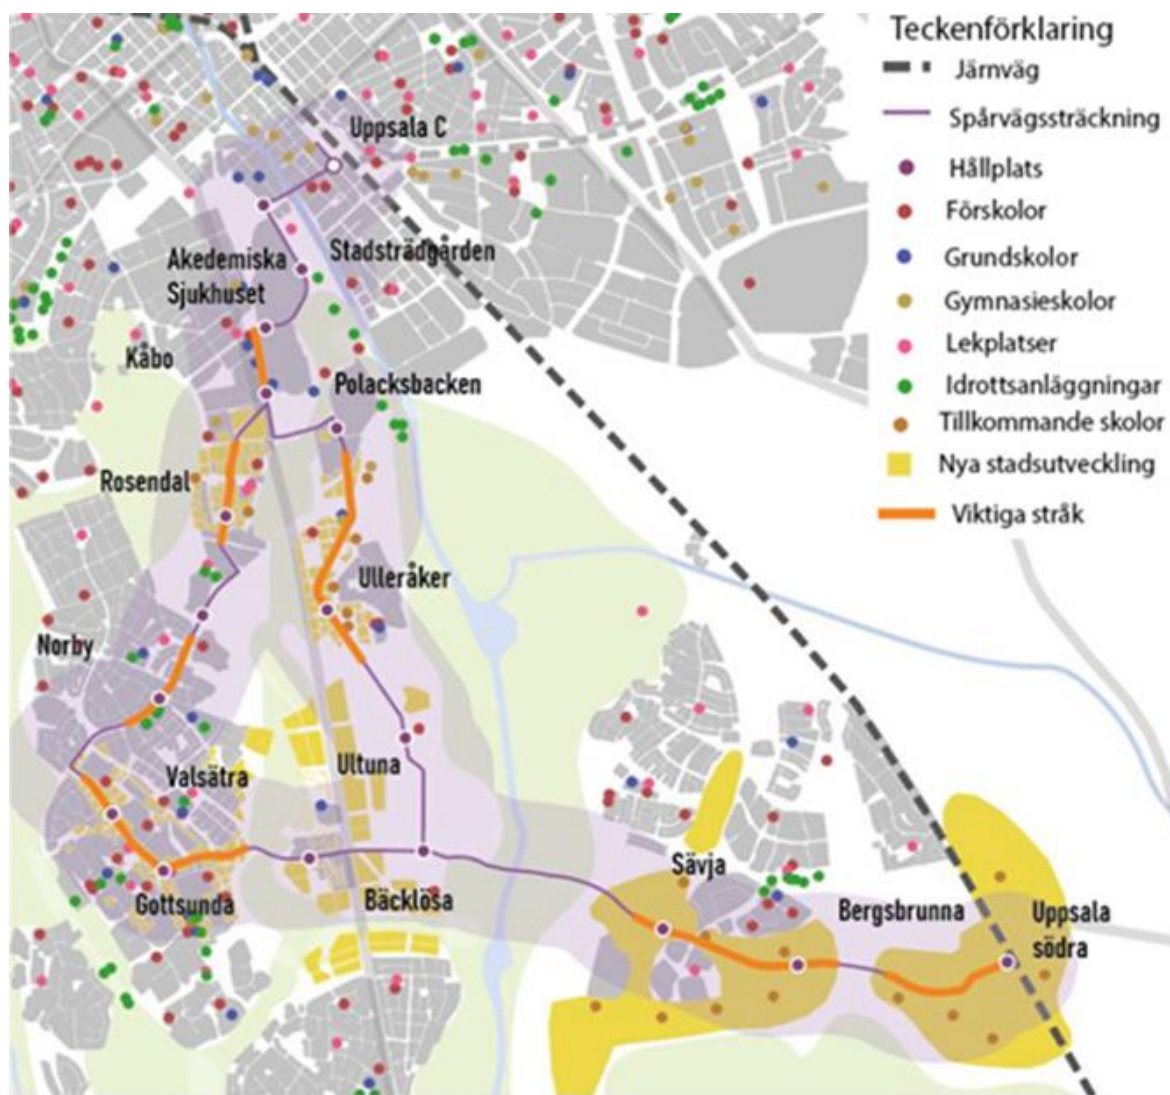 Teckenförklaring
Järnväg
Spårvägssträckning
Hållplats
Förskolor
Grundskolor
Gymnasieskolor
Lekplatser
Idrottsanläggningar
Tillkommande skolor
Nya stadsutveckling
Viktiga stråk
Uppsala C
Stadsträdgården
Akedemiska
Sjukhuset
Kåbo
Polacksbacken
Rosendal
Ulleråker
Norby
Valsätra
Ultuna
Gottsunda
Bäcklösa
Sävja
Bergsbrunna
Uppsala
södra